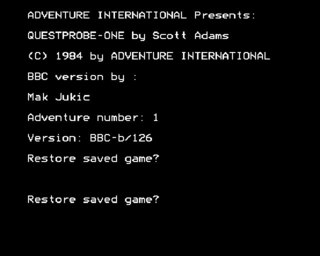 ADVENTURE INTERNATIONAL Presents:
QUESTPROBE-ONE by Scott Adams
(C) 1984 by ADVENTURE INTERNATIONAL
BBC version by :
Mak Jukic
Adventure number: 1
Version: BBC-b/126
Restore saved game?
Restore saved game?